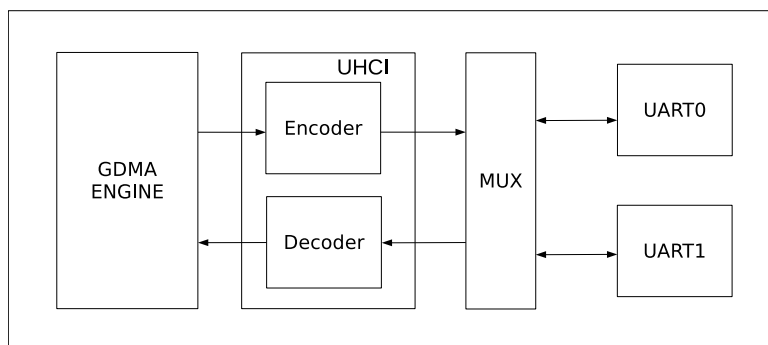 UHCI
GDMA
ENGINE
Encoder
Decoder
MUX
UART0
UART1